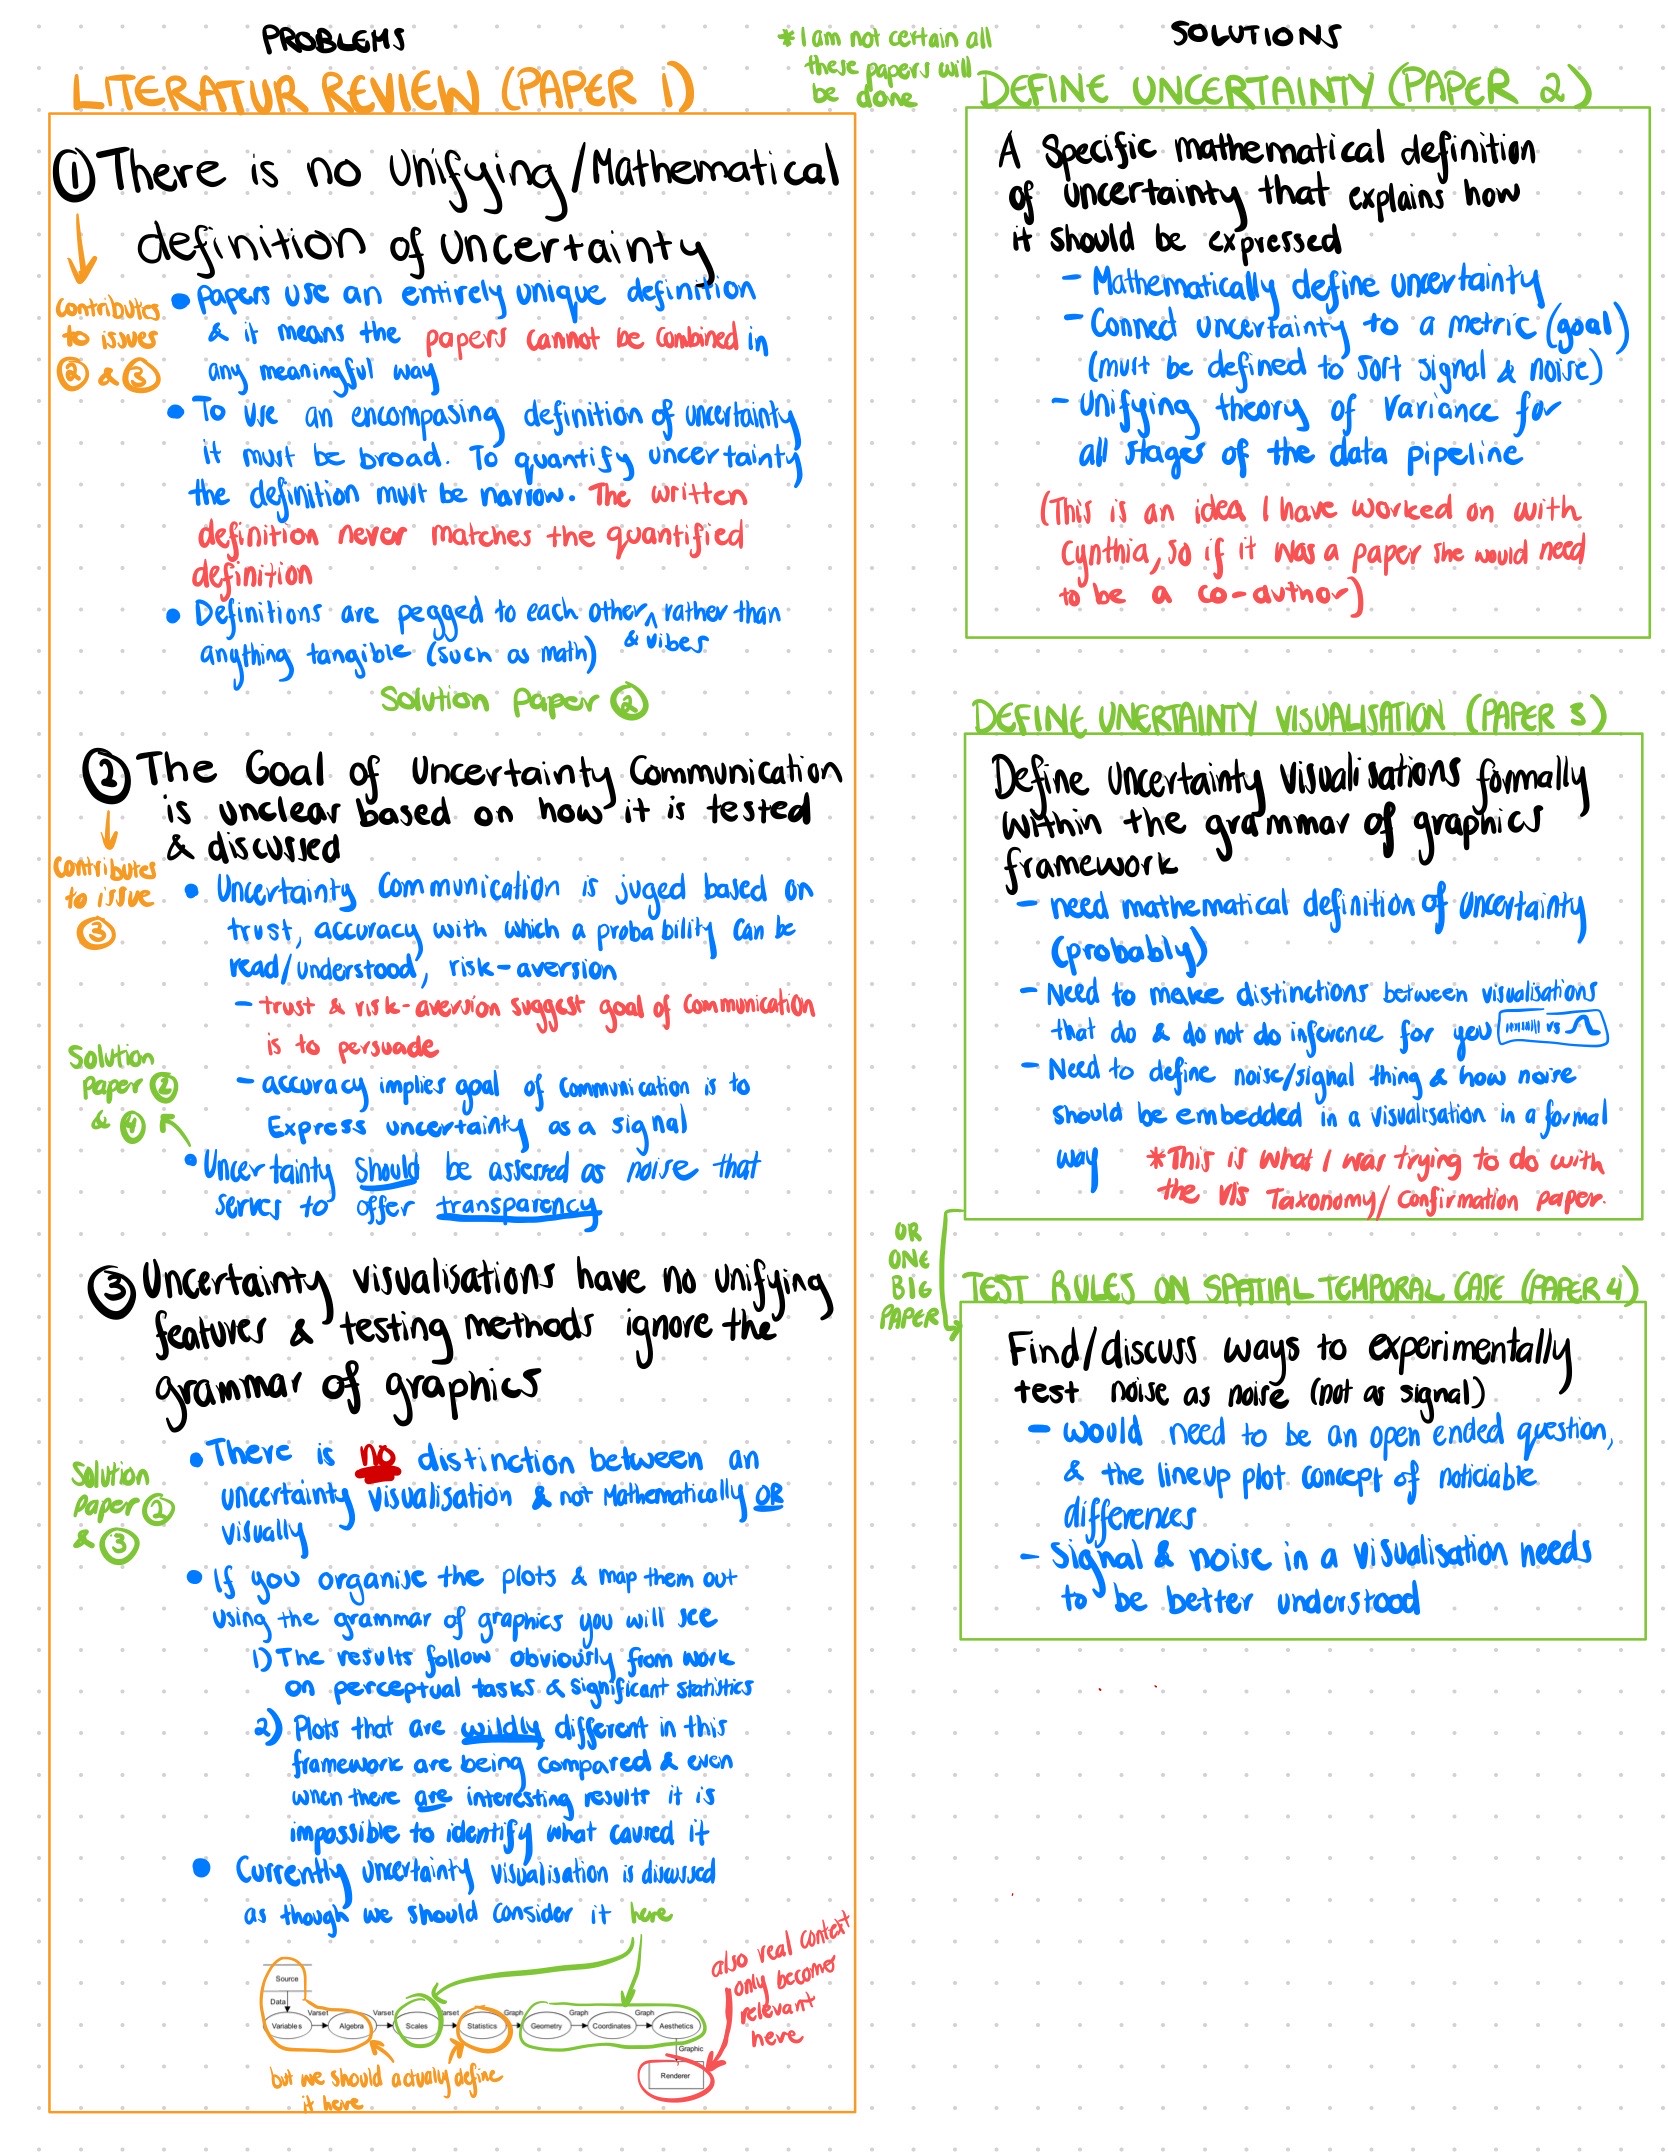 PROBLEMS
LITERATUR REVIEW (PAPER 1)
① There is no Unifying/Mathematical
definition of Uncertainty
Contributes
to issues
② & ③
• Papers use an entirely unique definition
& it means the papers cannot be combined in
any meaningful way
• To use an encompasing definition of uncertainty
it must be broad. To quantify uncertainty
the definition must be narrow. The written
definition never matches the quantified
definition
• Definitions are pegged to each other ^ rather than
& vibes
anything tangible (such as math)
Solution Paper ②
② The Goal of Uncertainty Communication
is unclear based on how it is tested
& discussed
Contributes
to issue
③
• Uncertainty Communication is juged based on
trust, accuracy with which a probability can be
read/understood, risk-aversion
- trust & risk-aversion suggest goal of communication
is to persuade
- accuracy implies goal of communication is to
Express uncertainty as a signal
Solution
Paper ②
& ④
• Uncertainty Should be assessed as noise that
serves to offer transparency
③ Uncertainty visualisations have no unifying
features & testing methods ignore the
grammar of graphics
Solution
Paper ②
& ③
• There is no distinction between an
uncertainty visualisation & not Mathematically OR
visually
• If you organise the plots & map them out
using the grammar of graphics you will see
1) The results follow obviously from work
on perceptual tasks & significant statistics
2) Plots that are wildly different in this
framework are being compared & even
when there are interesting results it is
impossible to identify what caused it
• Currently uncertainty visualisation is discussed
as though we should consider it here
Source
Data
Variables
Varset
Algebra
Varset
Scales
Varset
Statistics
Graph
Geometry
Graph
Coordinates
Graph
Aesthetics
Graphic
Renderer
but we should actualy define
it here
also real context
only becomes
relevant
here
* I am not certain all
these papers will
be done
SOLUTIONS
DEFINE UNCERTAINTY (PAPER 2)
A Specific mathematical definition
of uncertainty that explains how
it should be expressed
- Mathematically define uncertainty
- Connect uncertainty to a metric (goal)
(must be defined to sort signal & noise)
- Unifying theory of Variance for
all stages of the data pipeline
(This is an idea I have worked on with
Cynthia, so if it was a paper she would need
to be a co-author)
DEFINE UNERTAINTY VISUALISATION (PAPER 3)
Define Uncertainty visualisations formally
within the grammar of graphics
framework
- need mathematical definition of Uncertainty
(probably)
- Need to make distinctions between visualisations
that do & do not do inference for you vs
- Need to define noise/signal thing & how noise
should be embedded in a visualisation in a formal
way
*This is what I was trying to do with
the vis Taxonomy/Confirmation paper.
OR
ONE
BIG
PAPER
TEST RULES ON SPATIAL TEMPORAL CASE (PAPER 4)
Find/discuss ways to experimentally
test noise as noise (not as signal)
- would need to be an open ended question,
& the lineup plot concept of noticiable
differences
- Signal & noise in a visualisation needs
to be better understood